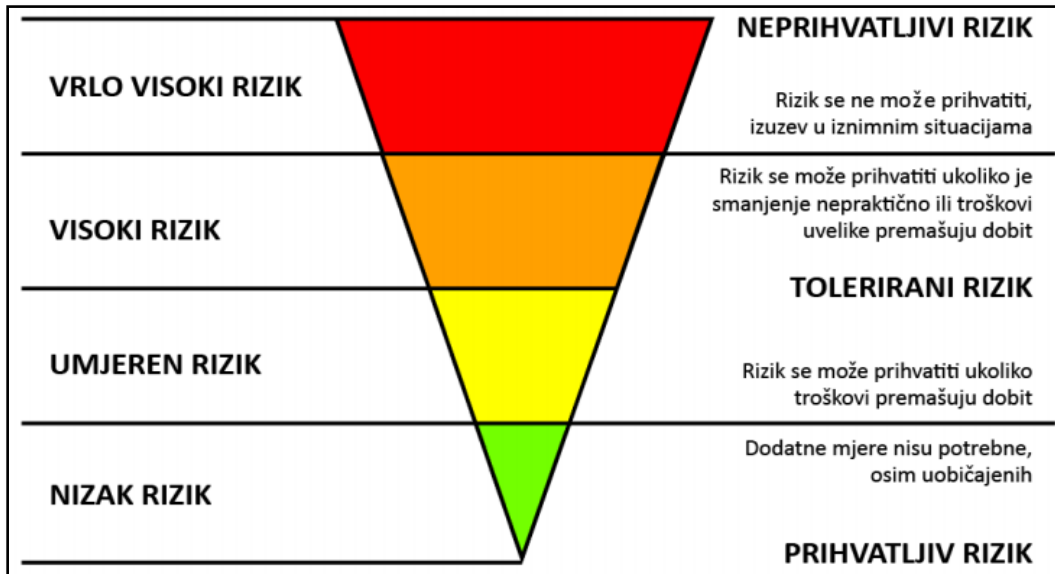 NEPRIHVATLJIVI RIZIK
VRLO VISOKI RIZIK
Rizik se ne može prihvatiti,
izuzev u iznimnim situacijama
Rizik se može prihvatiti ukoliko je
smanjenje nepraktično ili troškovi
uvelike premašuju dobit
VISOKI RIZIK
TOLERIRANI RIZIK
UMJEREN RIZIK
Rizik se može prihvatiti ukoliko
troškovi premašuju dobit
Dodatne mjere nisu potrebne,
osim uobičajenih
NIZAK RIZIK
PRIHVATLJIV RIZIK